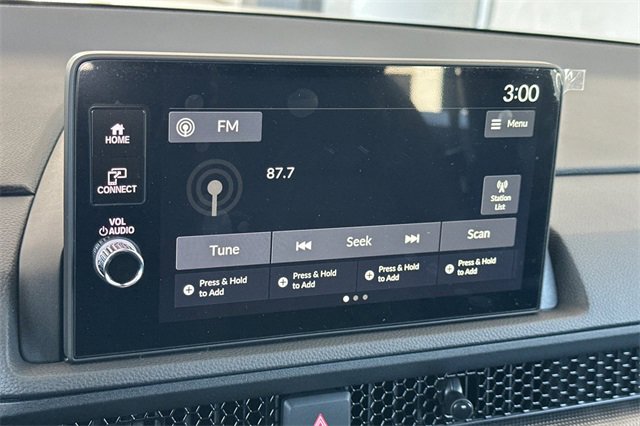 3:00
HOME
FM
Menu
87.7
CONNECT
Station
List
VOL
AUDIO
Tune
Seek
Scan
Press & Hold
to Add
Press & Hold
to Add
Press & Hold
to Add
Press & Hold
to Add